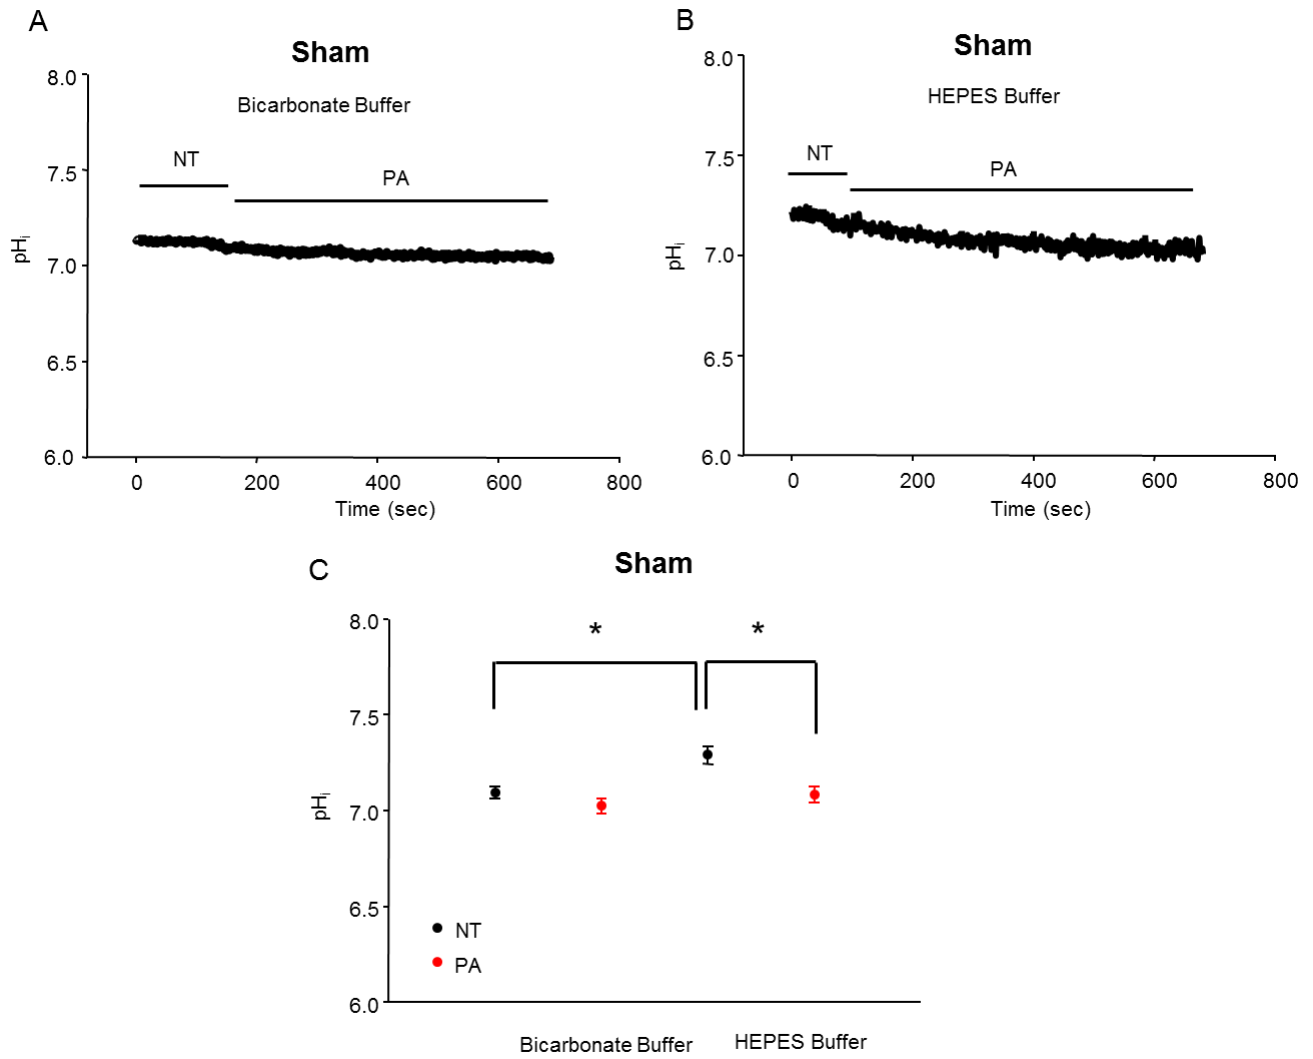 A
Sham
Bicarbonate Buffer
NT
PA
8.0
7.5
7.0
6.5
6.0
pHi
0
200
400
600
800
Time (sec)
B
Sham
HEPES Buffer
NT
PA
8.0
7.5
7.0
6.5
6.0
pHi
0
200
400
600
800
Time (sec)
C
Sham
*
*
8.0
7.5
7.0
6.5
6.0
pHi
NT
PA
Bicarbonate Buffer
HEPES Buffer